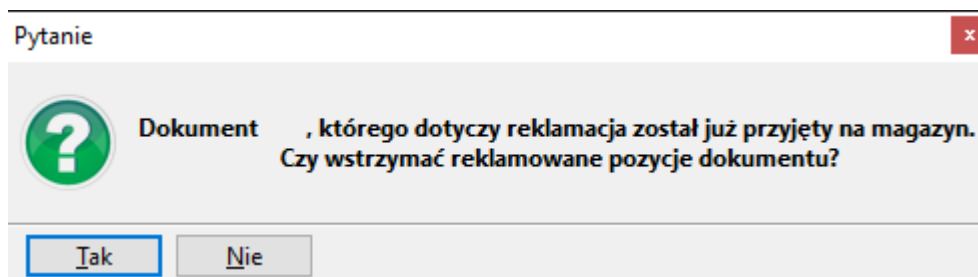 Pytanie
x
Dokument , którego dotyczy reklamacja został już przyjęty na magazyn.
Czy wstrzymać reklamowane pozycje dokumentu?
Tak Nie